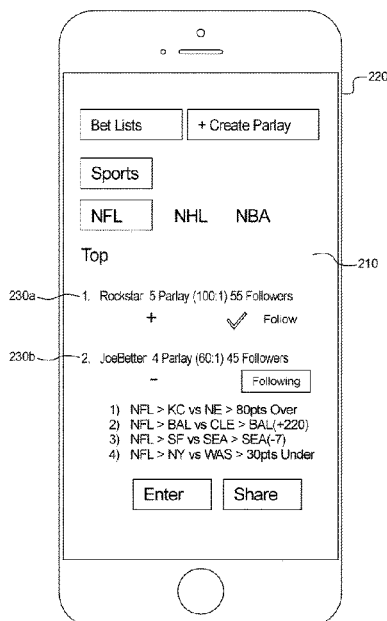 220
Bet Lists + Create Parlay
Sports
NFL NHL NBA
Top
210
230a 1. Rockstar 5 Parlay (100:1) 55 Followers
+ Follow
230b 2. JoeBetter 4 Parlay (60:1) 45 Followers
- Following
1) NFL > KC vs NE > 80pts Over
2) NFL > BAL vs CLE > BAL(+220)
3) NFL > SF vs SEA > SEA(-7)
4) NFL > NY vs WAS > 30pts Under
Enter Share